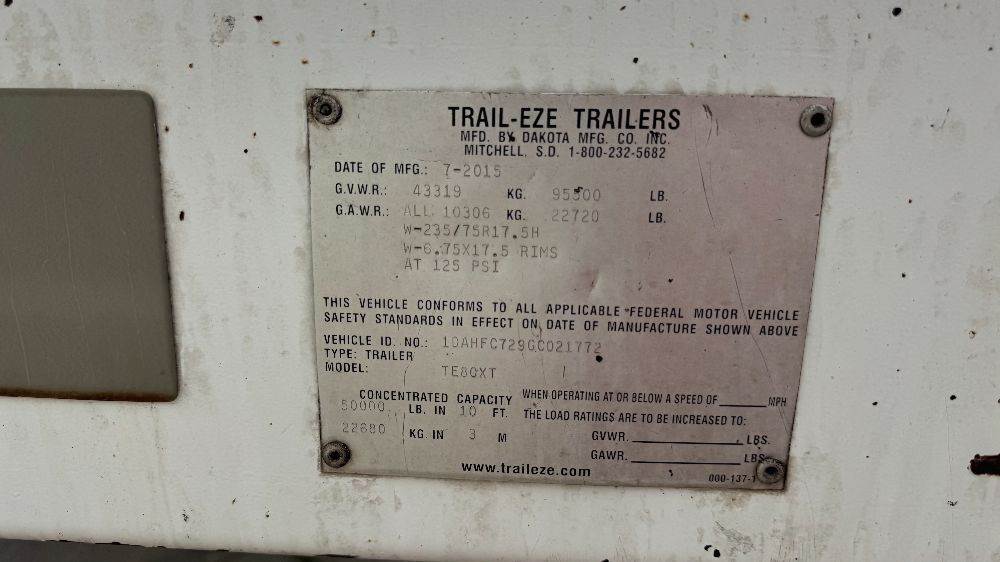 TRAIL-EZE TRAILERS
MFD. BY DAKOTA MFG. CO. INC.
MITCHELL, S.D. 1-800-232-5682
DATE OF MFG.: 7-2015
G.V.W.R.: 43319 KG. 95500 LB.
G.A.W.R.: ALL 10306 KG. 22720 LB.
W-235/75R17.5H
W-6.75X17.5 RIMS
AT 125 PSI
THIS VEHICLE CONFORMS TO ALL APPLICABLE FEDERAL MOTOR VEHICLE
SAFETY STANDARDS IN EFFECT ON DATE OF MANUFACTURE SHOWN ABOVE
VEHICLE ID. NO.: 1DAHFC729GC021772
TYPE: TRAILER
MODEL: TE80XT
CONCENTRATED CAPACITY
50000 LB. IN 10 FT.
22680 KG. IN 3 M
WHEN OPERATING AT OR BELOW A SPEED OF ______ MPH
THE LOAD RATINGS ARE TO BE INCREASED TO:
GVWR. ______ LBS.
GAWR. ______ LBS.
www.traileze.com
000-137-1